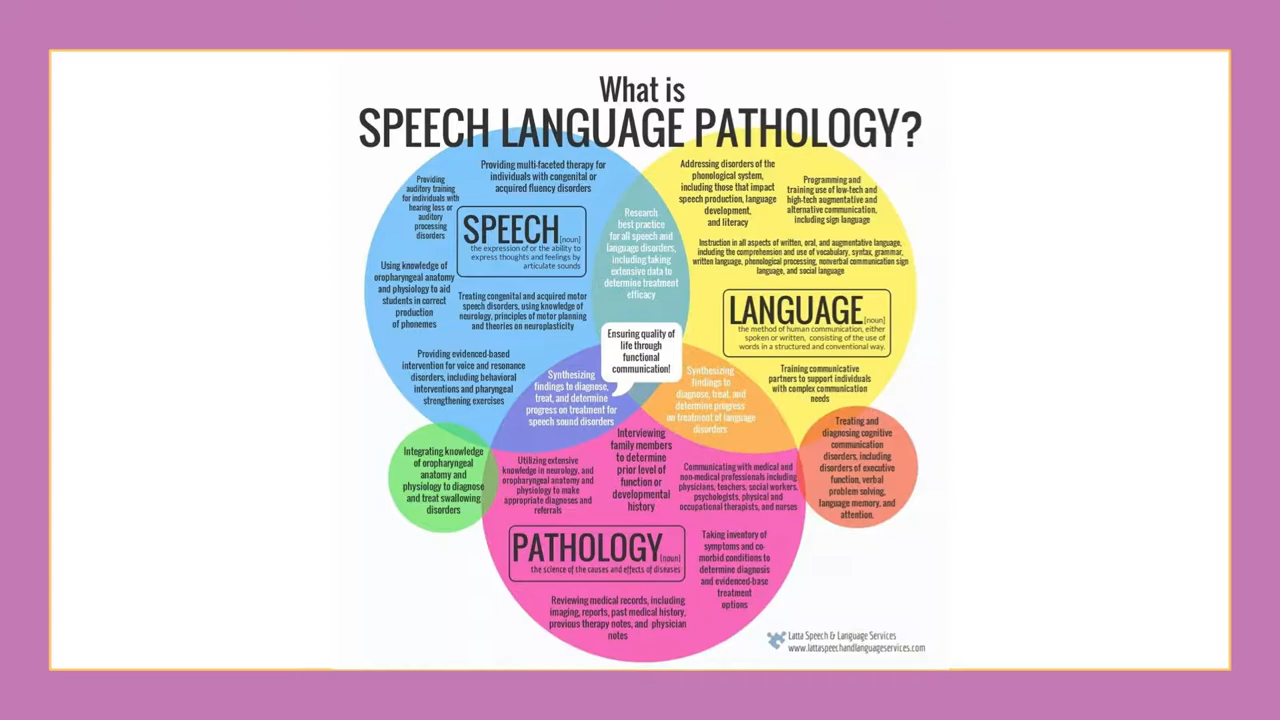 What is
SPEECH LANGUAGE PATHOLOGY?
Providing multi-faceted therapy for
individuals with congenital or
acquired fluency disorders
Providing
auditory training
for individuals with
hearing loss or
auditory
processing
disorders
SPEECH [noun]
the expression of or the ability to
express thoughts and feelings by
articulate sounds
Using knowledge of
oropharyngeal anatomy
and physiology to aid
students in correct
production
of phonemes
Treating congenital and acquired motor
speech disorders, using knowledge of
neurology, principles of motor planning
and theories on neuroplasticity
Providing evidenced-based
intervention for voice and resonance
disorders, including behavioral
interventions and pharyngeal
strengthening exercises
Research
best practice
for all speech and
language disorders,
including taking
extensive data to
determine treatment
efficacy
Addressing disorders of the
phonological system,
including those that impact
speech production, language
development,
and literacy
Programming and
training use of low-tech and
high-tech augmentative and
alternative communication,
including sign language
Instruction in all aspects of written, oral, and augmentative language,
including the comprehension and use of vocabulary, syntax, grammar,
written language, phonological processing, nonverbal communication sign
language, and social language
LANGUAGE [noun]
the method of human communication, either
spoken or written, consisting of the use of
words in a structured and conventional way.
Training communicative
partners to support individuals
with complex communication
needs
Ensuring quality of
life through
functional
communication!
Synthesizing
findings to diagnose,
treat, and determine
progress on treatment for
speech sound disorders
Synthesizing
findings to
diagnose, treat, and
determine progress
on treatment of language
disorders
Integrating knowledge
of oropharyngeal
anatomy and
physiology to diagnose
and treat swallowing
disorders
Treating and
diagnosing cognitive
communication
disorders, including
disorders of executive
function, verbal
problem solving,
language memory, and
attention.
Utilizing extensive
knowledge in neurology, and
oropharyngeal anatomy and
physiology to make
appropriate diagnoses and
referrals
Interviewing
family members
to determine
prior level of
function or
developmental
history
Communicating with medical and
non-medical professionals including
physicians, teachers, social workers,
psychologists, physical and
occupational therapists, and nurses
PATHOLOGY [noun]
the science of the causes and effects of diseases
Taking inventory of
symptoms and co-
morbid conditions to
determine diagnosis
and evidenced-base
treatment
options
Reviewing medical records, including
imaging, reports, past medical history,
previous therapy notes, and physician
notes
Latta Speech & Language Services
www.lattaspeechandlanguageservices.com